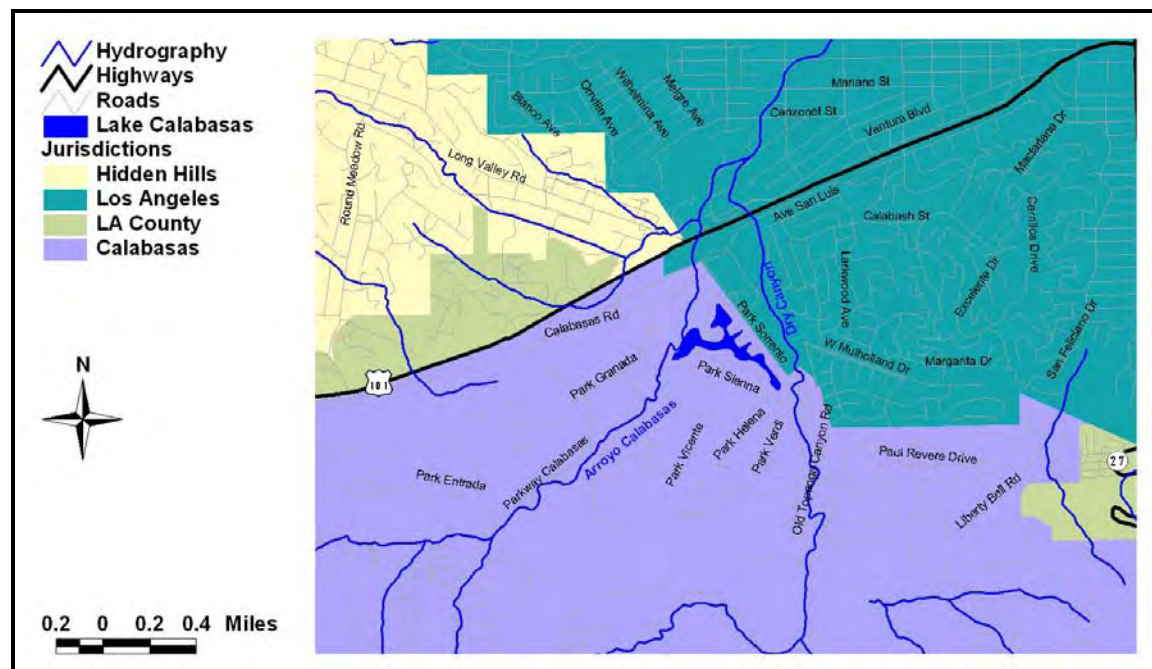 Hydrography
Highways
Roads
Lake Calabasas
Jurisdictions
Hidden Hills
Los Angeles
LA County
Calabasas
N
0.2 0 0.2 0.4 Miles
Mariano St
Melgre Ave
Wilhelmina Ave
Orville Ave
Blanco Ave
Canzonet St
Ventura Blvd
Macfarlane Dr
Long Valley Rd
Round Meadow Rd
Ave San Luis
Calabash St
Carrillos Drive
Larkwood Ave
Excelente Dr
Dry Canyon
San Feliciano Dr
Calabasas Rd
Park Sorrento
W Mulholland Dr
Margarita Dr
101
Park Granada
Park Sienna
Arroyo Calabasas
Park Helena
Park Verdi
Park Vicente
Old Topanga Canyon Rd
Paul Revere Drive
27
Park Entrada
Parkway Calabasas
Liberty Bell Rd